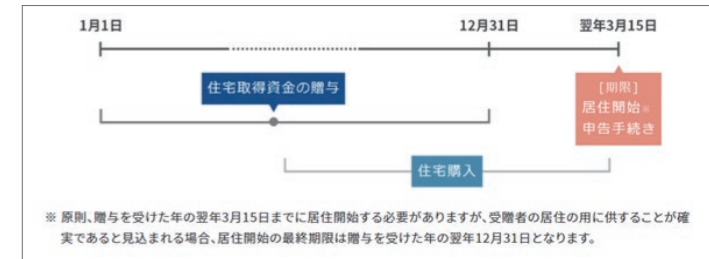 1月1日 12月31日 翌年3月15日
住宅取得資金の贈与
[期限]
居住開始※
申告手続き
住宅購入
※ 原則、贈与を受けた年の翌年3月15日までに居住開始する必要がありますが、受贈者の居住の用に供することが確
実であると見込まれる場合、居住開始の最終期限は贈与を受けた年の翌年12月31日となります。